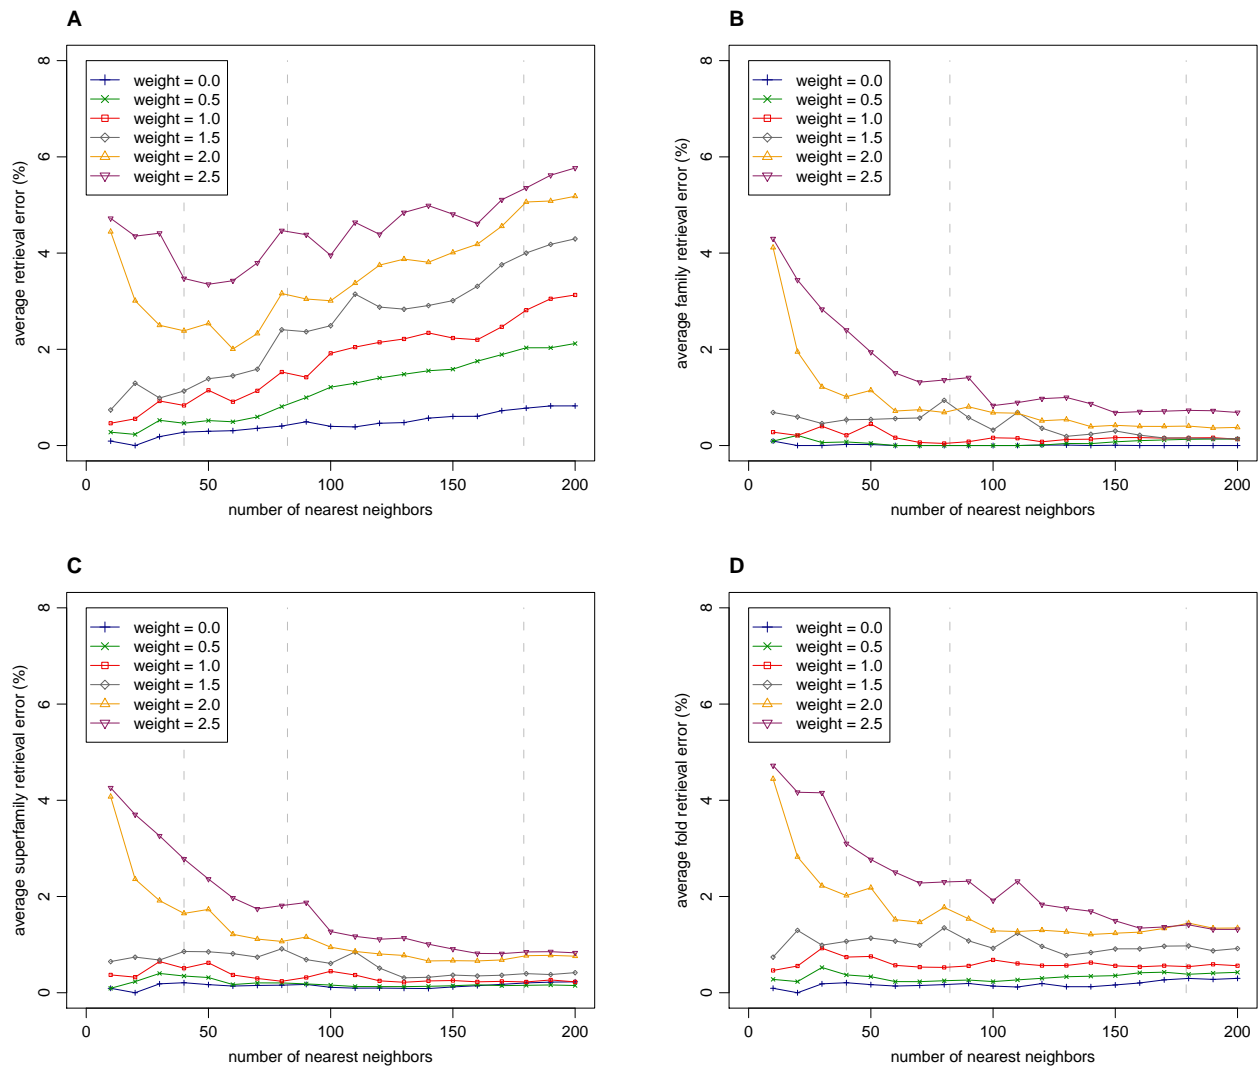 A
weight = 0.0
weight = 0.5
weight = 1.0
weight = 1.5
weight = 2.0
weight = 2.5
average retrieval error (%)
0
2
4
6
8
0
50
100
150
200
number of nearest neighbors
B
weight = 0.0
weight = 0.5
weight = 1.0
weight = 1.5
weight = 2.0
weight = 2.5
average family retrieval error (%)
0
2
4
6
8
0
50
100
150
200
number of nearest neighbors
C
weight = 0.0
weight = 0.5
weight = 1.0
weight = 1.5
weight = 2.0
weight = 2.5
average superfamily retrieval error (%)
0
2
4
6
8
0
50
100
150
200
number of nearest neighbors
D
weight = 0.0
weight = 0.5
weight = 1.0
weight = 1.5
weight = 2.0
weight = 2.5
average fold retrieval error (%)
0
2
4
6
8
0
50
100
150
200
number of nearest neighbors